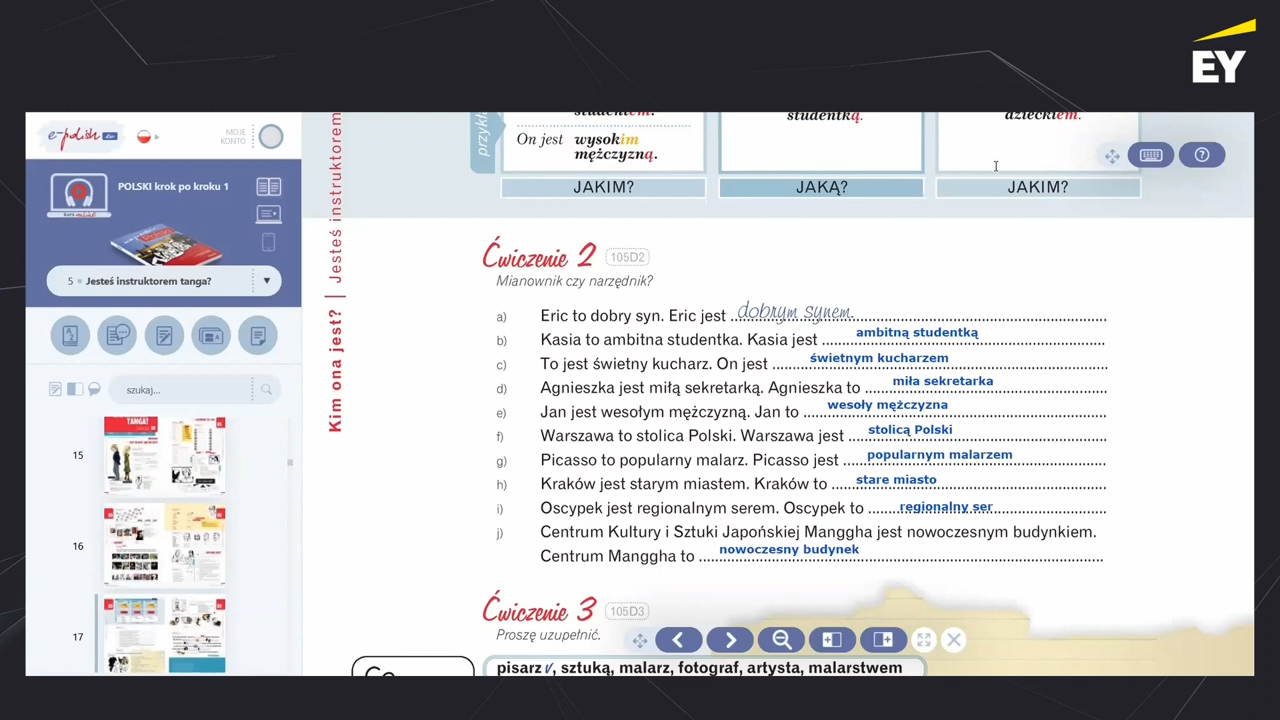 EY
e-polish .eu
MOJE
KONTO
POLSKI krok po kroku 1
kurs online!
5 Jesteś instruktorem tanga?
szukaj...
TANGA?
15
16
17
Kim ona jest? | Jesteś instruktorem
studentem.
On jest wysokim
mężczyzną.
studentką.
dzieckiem.
JAKIM?
JAKĄ?
JAKIM?
Ćwiczenie 2 105D2
Mianownik czy narzędnik?
a) Eric to dobry syn. Eric jest dobrym synem.
b) Kasia to ambitna studentka. Kasia jest ambitną studentką
c) To jest świetny kucharz. On jest świetnym kucharzem
d) Agnieszka jest miłą sekretarką. Agnieszka to miła sekretarka
e) Jan jest wesołym mężczyzną. Jan to wesoły mężczyzna
f) Warszawa to stolica Polski. Warszawa jest stolicą Polski
g) Picasso to popularny malarz. Picasso jest popularnym malarzem
h) Kraków jest starym miastem. Kraków to stare miasto
i) Oscypek jest regionalnym serem. Oscypek to regionalny ser
j) Centrum Kultury i Sztuki Japońskiej Manggha jest nowoczesnym budynkiem.
Centrum Manggha to nowoczesny budynek
Ćwiczenie 3 105D3
Proszę uzupełnić.
pisarz √, sztuką, malarz, fotograf, artysta, malarstwem